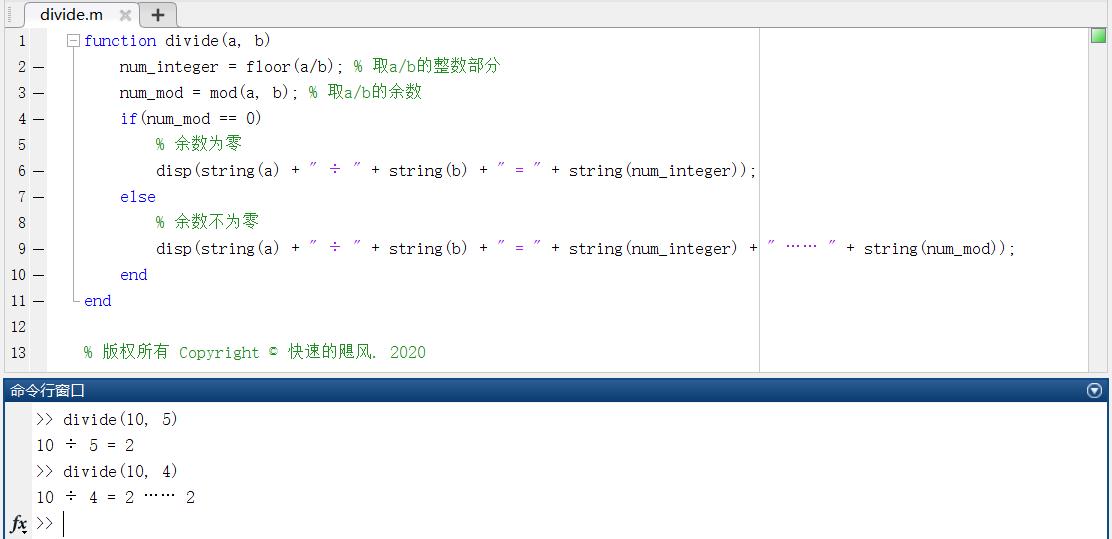 divide.m
1 function divide(a, b)
2 num_integer = floor(a/b); % 取a/b的整数部分
3 num_mod = mod(a, b); % 取a/b的余数
4 if(num_mod == 0)
5 % 余数为零
6 disp(string(a) + " ÷ " + string(b) + " = " + string(num_integer));
7 else
8 % 余数不为零
9 disp(string(a) + " ÷ " + string(b) + " = " + string(num_integer) + " …… " + string(num_mod));
10 end
11 end
12
13 % 版权所有 Copyright © 快速的飓风. 2020
命令行窗口
>> divide(10, 5)
10 ÷ 5 = 2
>> divide(10, 4)
10 ÷ 4 = 2 …… 2
fx >>